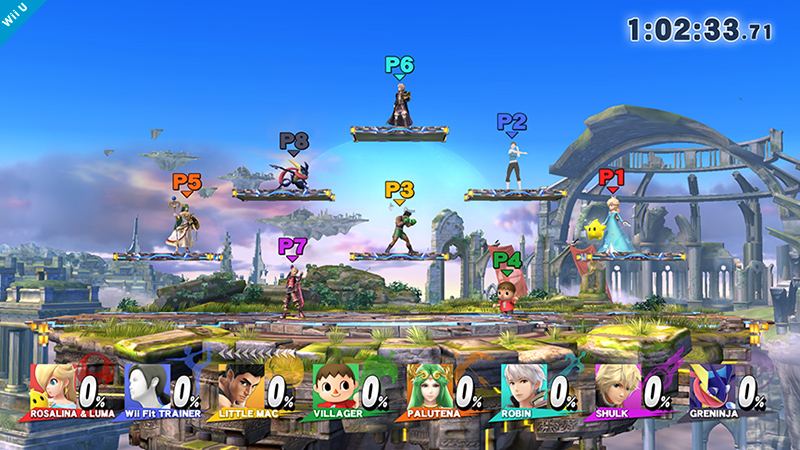 Wii U
1:02:33.71
P6
P2
P8
P5
P3
P1
P7
P4
0% 0% 0% 0% 0% 0% 0% 0%
ROSALINA & LUMA Wii Fit TRAINER LITTLE MAC VILLAGER PALUTENA ROBIN SHULK GRENINJA